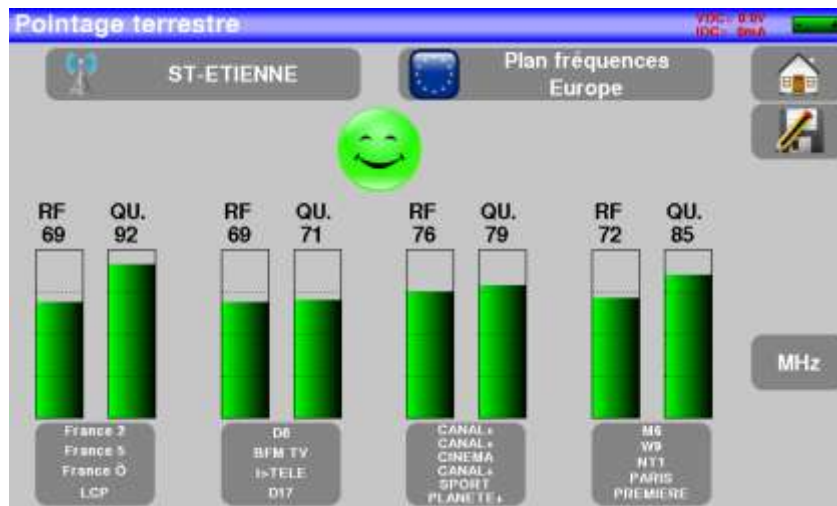 Pointage terrestre
VDC: 0.0V
IDC: 0mA
ST-ETIENNE
Plan fréquences
Europe
RF QU. RF QU. RF QU. RF QU.
69 92 69 71 76 79 72 85
MHz
France 2
France 5
France Ô
LCP
D8
BFM TV
I>TELE
D17
CANAL+
CANAL+
CINEMA
CANAL+
SPORT
PLANETE+
M6
W9
NT1
PARIS
PREMIERE